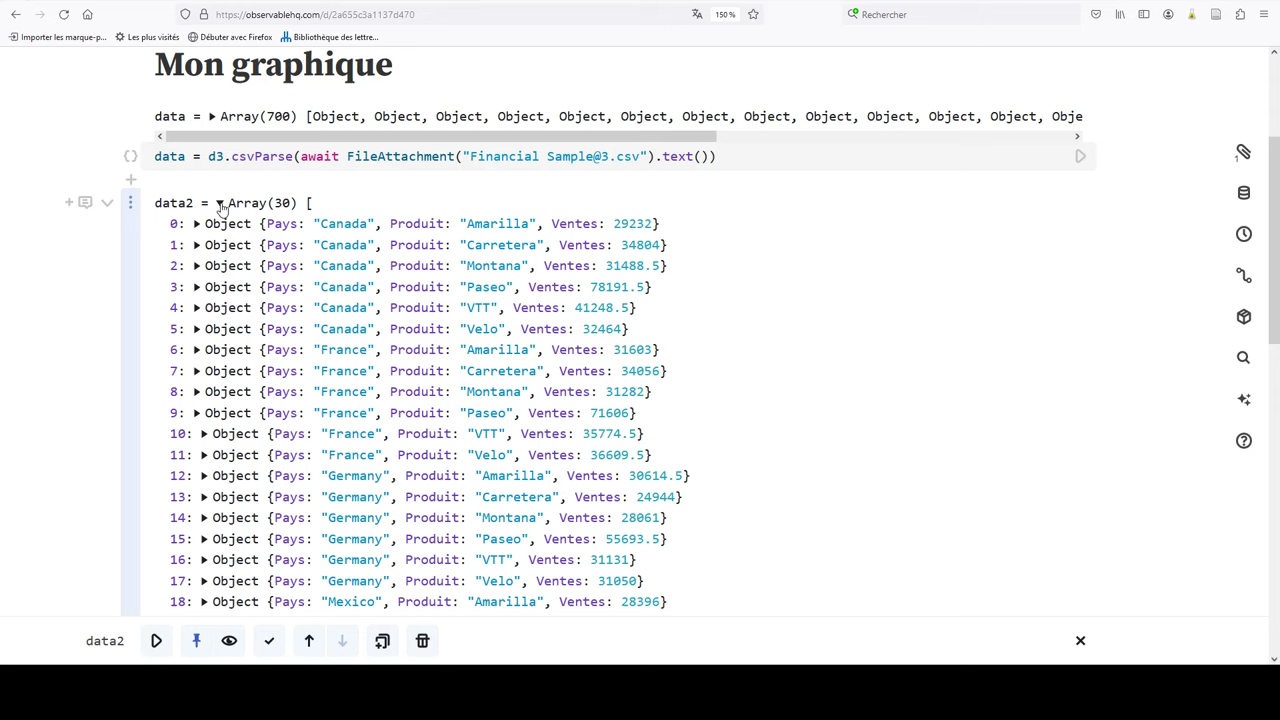 https://observablehq.com/d/2a655c3a1137d470
150 %
Rechercher
Importer les marque-p...
Les plus visités
Débuter avec Firefox
Bibliothèque des lettre...
Mon graphique
data = Array(700) [Object, Object, Object, Object, Object, Object, Object, Object, Object, Object, Object, Object, Obje
data = d3.csvParse(await FileAttachment("Financial Sample@3.csv").text())
data2 = Array(30) [
0: Object {Pays: "Canada", Produit: "Amarilla", Ventes: 29232}
1: Object {Pays: "Canada", Produit: "Carretera", Ventes: 34804}
2: Object {Pays: "Canada", Produit: "Montana", Ventes: 31488.5}
3: Object {Pays: "Canada", Produit: "Paseo", Ventes: 78191.5}
4: Object {Pays: "Canada", Produit: "VTT", Ventes: 41248.5}
5: Object {Pays: "Canada", Produit: "Velo", Ventes: 32464}
6: Object {Pays: "France", Produit: "Amarilla", Ventes: 31603}
7: Object {Pays: "France", Produit: "Carretera", Ventes: 34056}
8: Object {Pays: "France", Produit: "Montana", Ventes: 31282}
9: Object {Pays: "France", Produit: "Paseo", Ventes: 71606}
10: Object {Pays: "France", Produit: "VTT", Ventes: 35774.5}
11: Object {Pays: "France", Produit: "Velo", Ventes: 36609.5}
12: Object {Pays: "Germany", Produit: "Amarilla", Ventes: 30614.5}
13: Object {Pays: "Germany", Produit: "Carretera", Ventes: 24944}
14: Object {Pays: "Germany", Produit: "Montana", Ventes: 28061}
15: Object {Pays: "Germany", Produit: "Paseo", Ventes: 55693.5}
16: Object {Pays: "Germany", Produit: "VTT", Ventes: 31131}
17: Object {Pays: "Germany", Produit: "Velo", Ventes: 31050}
18: Object {Pays: "Mexico", Produit: "Amarilla", Ventes: 28396}
data2
1